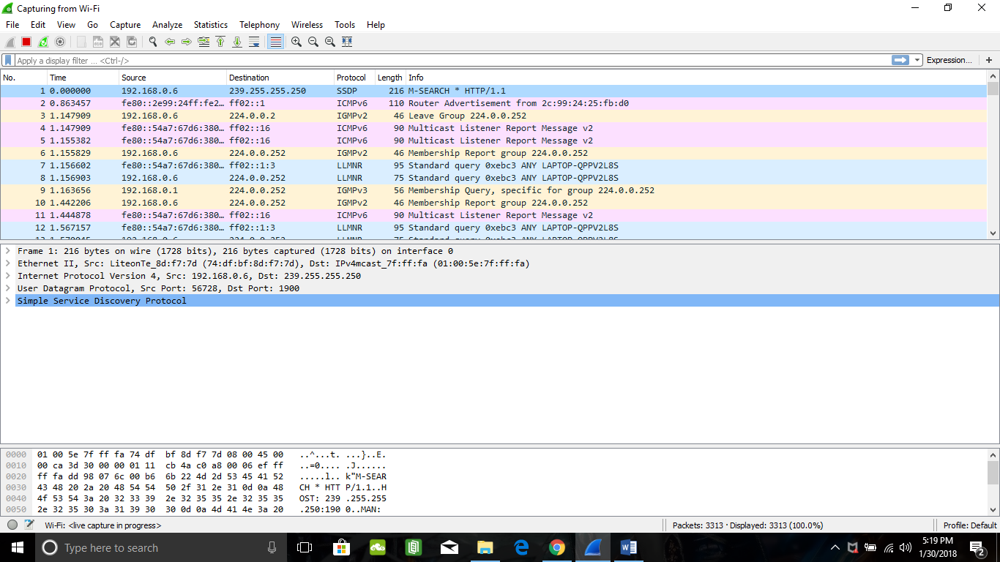 Capturing from Wi-Fi
File Edit View Go Capture Analyze Statistics Telephony Wireless Tools Help
Apply a display filter ... <Ctrl-/> Expression... +
No. Time Source Destination Protocol Length Info
1 0.000000 192.168.0.6 239.255.255.250 SSDP 216 M-SEARCH * HTTP/1.1
2 0.863457 fe80::2e99:24ff:fe2… ff02::1 ICMPv6 110 Router Advertisement from 2c:99:24:25:fb:d0
3 1.147909 192.168.0.6 224.0.0.2 IGMPv2 46 Leave Group 224.0.0.252
4 1.147909 fe80::54a7:67d6:380… ff02::16 ICMPv6 90 Multicast Listener Report Message v2
5 1.155382 fe80::54a7:67d6:380… ff02::16 ICMPv6 90 Multicast Listener Report Message v2
6 1.155829 192.168.0.6 224.0.0.252 IGMPv2 46 Membership Report group 224.0.0.252
7 1.156602 fe80::54a7:67d6:380… ff02::1:3 LLMNR 95 Standard query 0xebc3 ANY LAPTOP-QPPV2L8S
8 1.156903 192.168.0.6 224.0.0.252 LLMNR 75 Standard query 0xebc3 ANY LAPTOP-QPPV2L8S
9 1.163656 192.168.0.1 224.0.0.252 IGMPv3 56 Membership Query, specific for group 224.0.0.252
10 1.442206 192.168.0.6 224.0.0.252 IGMPv2 46 Membership Report group 224.0.0.252
11 1.444878 fe80::54a7:67d6:380… ff02::16 ICMPv6 90 Multicast Listener Report Message v2
12 1.567157 fe80::54a7:67d6:380… ff02::1:3 LLMNR 95 Standard query 0xebc3 ANY LAPTOP-QPPV2L8S
Frame 1: 216 bytes on wire (1728 bits), 216 bytes captured (1728 bits) on interface 0
Ethernet II, Src: LiteonTe_8d:f7:7d (74:df:bf:8d:f7:7d), Dst: IPv4mcast_7f:ff:fa (01:00:5e:7f:ff:fa)
Internet Protocol Version 4, Src: 192.168.0.6, Dst: 239.255.255.250
User Datagram Protocol, Src Port: 56728, Dst Port: 1900
Simple Service Discovery Protocol
0000 01 00 5e 7f ff fa 74 df bf 8d f7 7d 08 00 45 00 ..^...t. ...}..E.
0010 00 ca 3d 30 00 00 01 11 cb 4a c0 a8 00 06 ef ff ..=0.... .J......
0020 ff fa dd 98 07 6c 00 b6 6b 22 4d 2d 53 45 41 52 .....l.. k"M-SEAR
0030 43 48 20 2a 20 48 54 54 50 2f 31 2e 31 0d 0a 48 CH * HTT P/1.1..H
0040 4f 53 54 3a 20 32 33 39 2e 32 35 35 2e 32 35 35 OST: 239 .255.255
0050 2e 32 35 30 3a 31 39 30 30 0d 0a 4d 41 4e 3a 20 .250:190 0..MAN:
Wi-Fi: <live capture in progress> Packets: 3313 · Displayed: 3313 (100.0%) Profile: Default
Type here to search
5:19 PM
1/30/2018
2